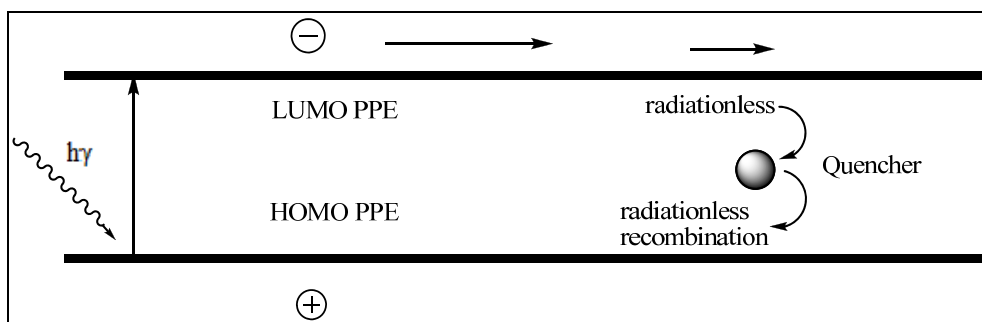 LUMO PPE
radiationless
hγ
Quencher
HOMO PPE
radiationless
recombination